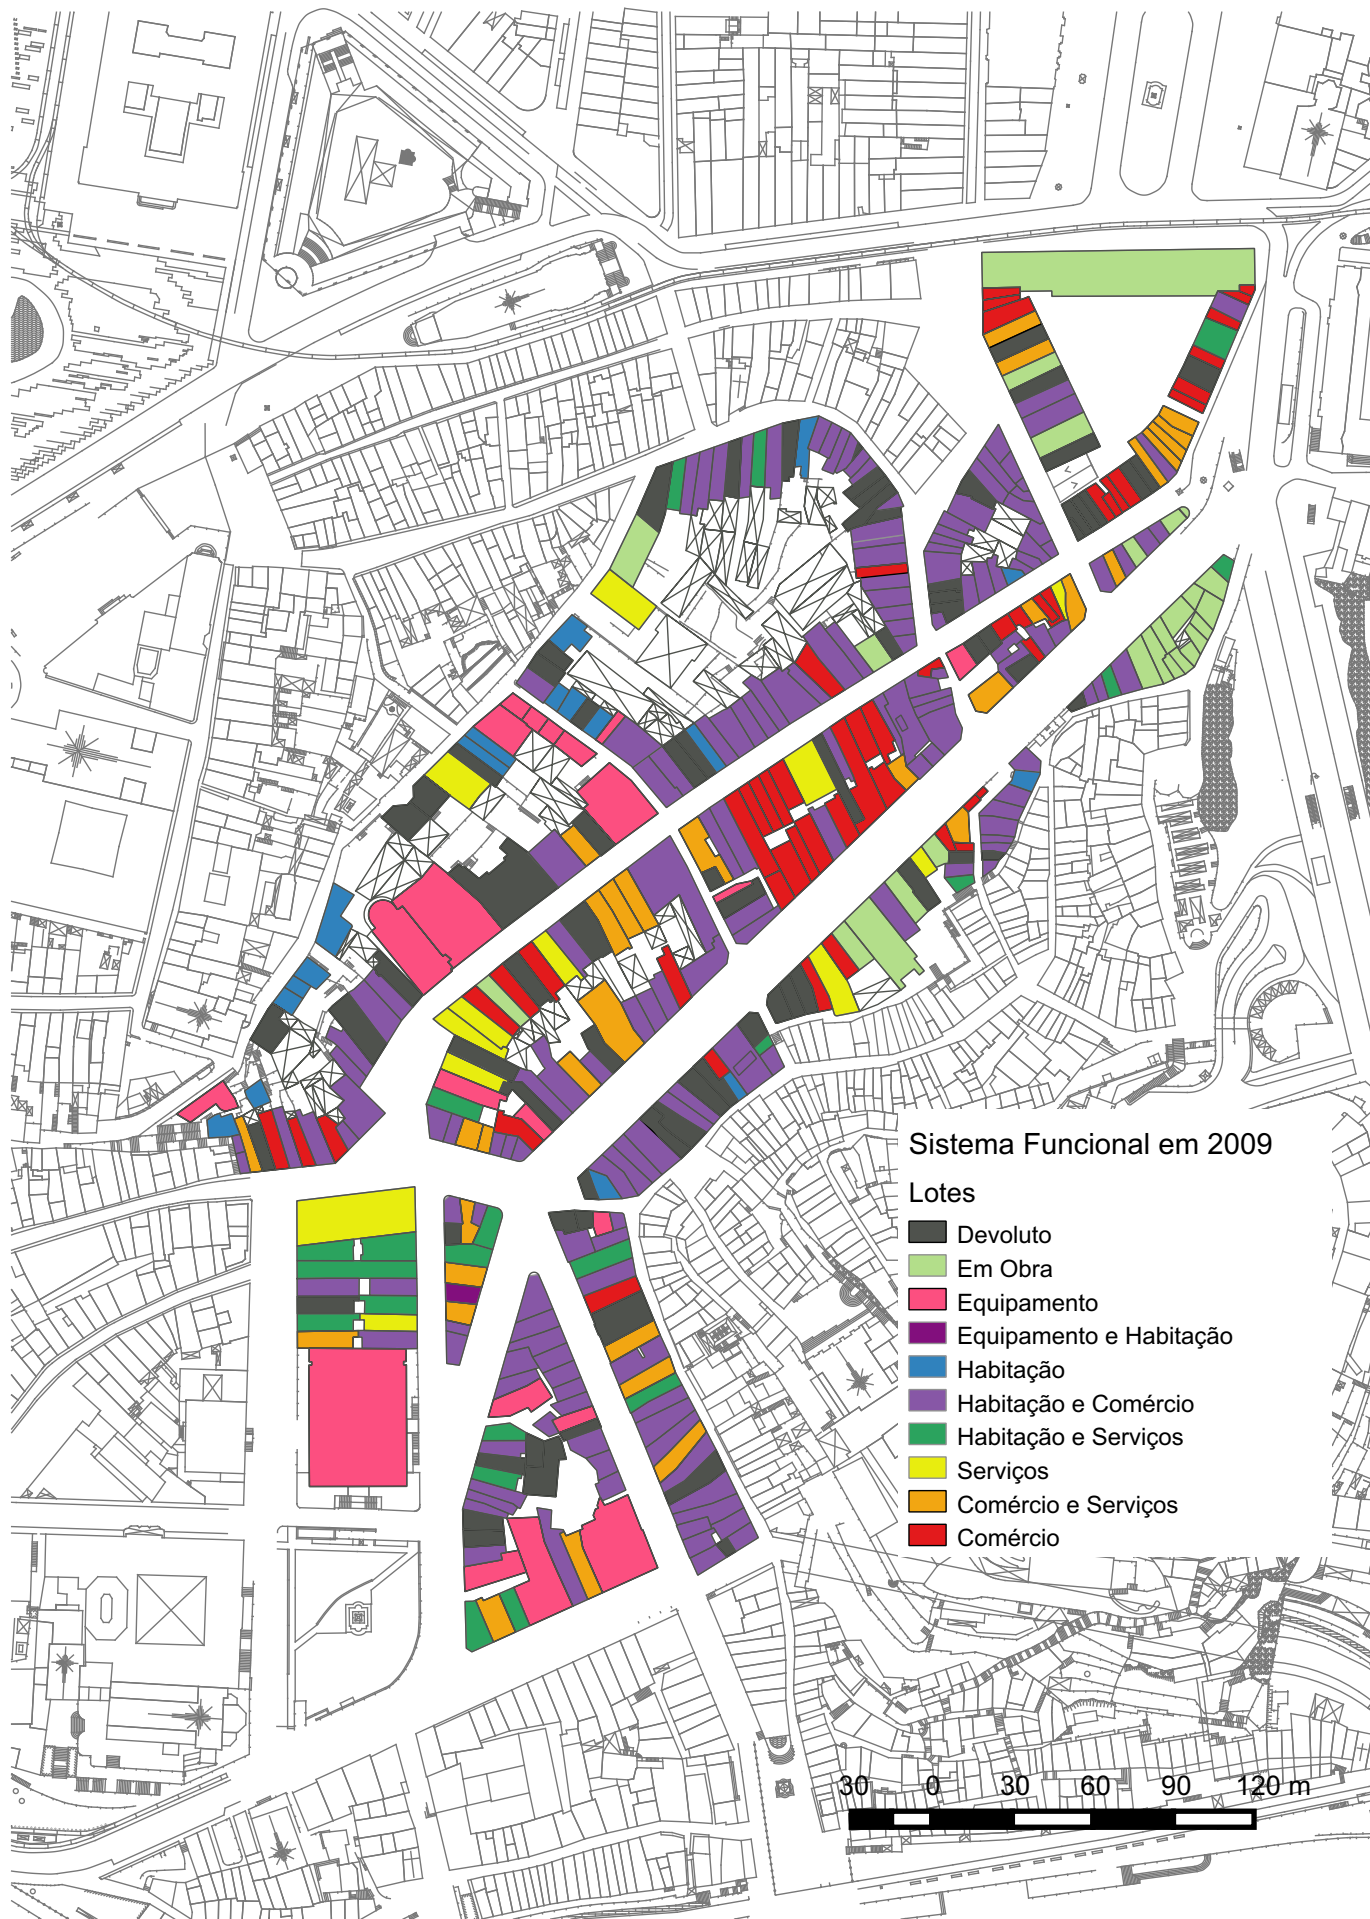 Sistema Funcional em 2009
Lotes
Devoluto
Em Obra
Equipamento
Equipamento e Habitação
Habitação
Habitação e Comércio
Habitação e Serviços
Serviços
Comércio e Serviços
Comércio
30 0 30 60 90 120 m